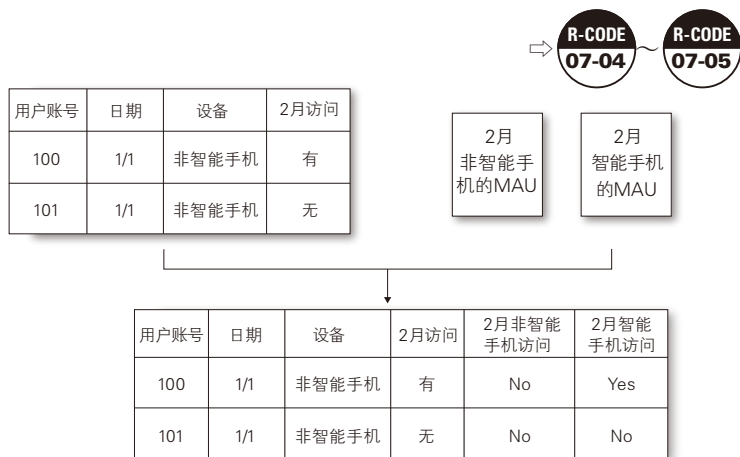 R-CODE 07-04 ~ R-CODE 07-05
用户账号 日期 设备 2月访问
100 1/1 非智能手机 有
101 1/1 非智能手机 无
2月
非智能手
机的MAU
2月
智能手机
的MAU
用户账号 日期 设备 2月访问 2月非智能
手机访问 2月智能
手机访问
100 1/1 非智能手机 有 No Yes
101 1/1 非智能手机 无 No No